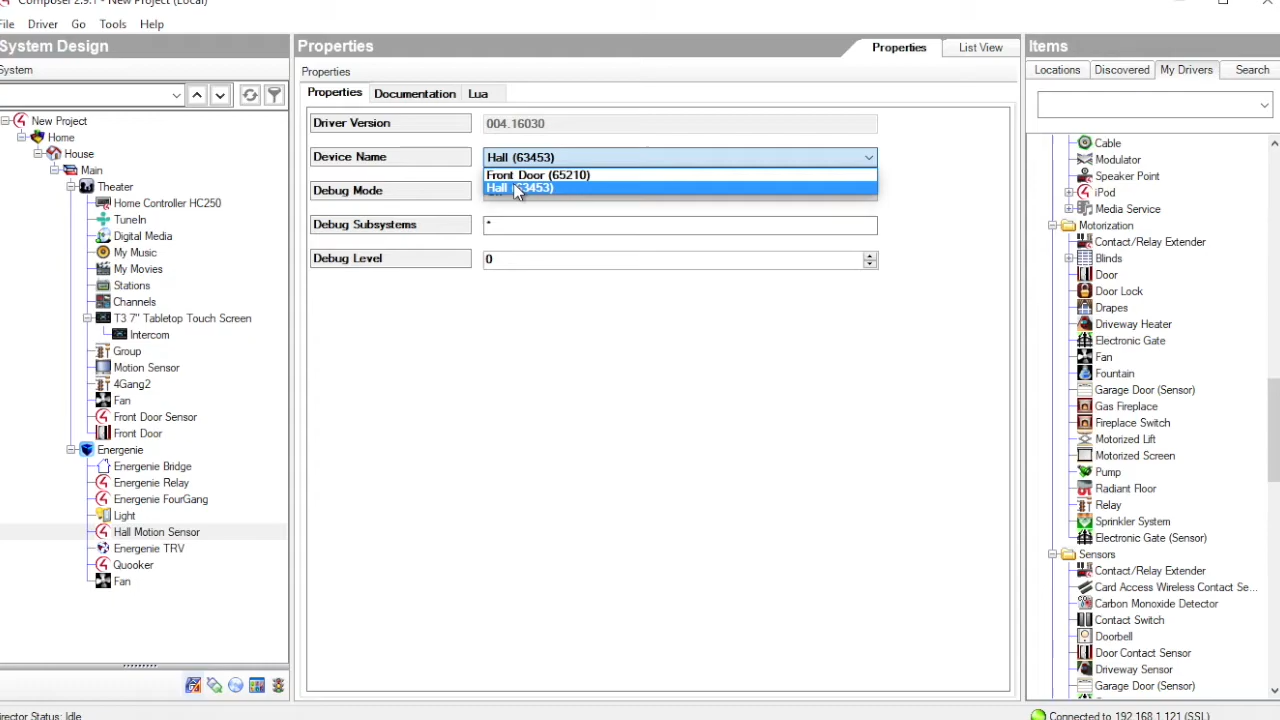 Composer 2.9.1 - New Project (Local)
File Driver Go Tools Help
System Design
System
New Project
Home
House
Main
Theater
Home Controller HC250
TuneIn
Digital Media
My Music
My Movies
Stations
Channels
T3 7" Tabletop Touch Screen
Intercom
Group
Motion Sensor
4Gang2
Fan
Front Door Sensor
Front Door
Energenie
Energenie Bridge
Energenie Relay
Energenie FourGang
Light
Hall Motion Sensor
Energenie TRV
Quooker
Fan
Properties
Properties List View
Properties
Properties Documentation Lua
Driver Version 004.16030
Device Name Hall (63453)
Front Door (65210)
Hall (63453)
Debug Mode
Debug Subsystems *
Debug Level 0
Items
Locations Discovered My Drivers Search
Cable
Modulator
Speaker Point
iPod
Media Service
Motorization
Contact/Relay Extender
Blinds
Door
Door Lock
Drapes
Driveway Heater
Electronic Gate
Fan
Fountain
Garage Door (Sensor)
Gas Fireplace
Fireplace Switch
Motorized Lift
Motorized Screen
Pump
Radiant Floor
Relay
Sprinkler System
Electronic Gate (Sensor)
Sensors
Contact/Relay Extender
Card Access Wireless Contact Se...
Carbon Monoxide Detector
Contact Switch
Doorbell
Door Contact Sensor
Driveway Sensor
Garage Door (Sensor)
irector Status: Idle
Connected to 192.168.1.121 (SSL)